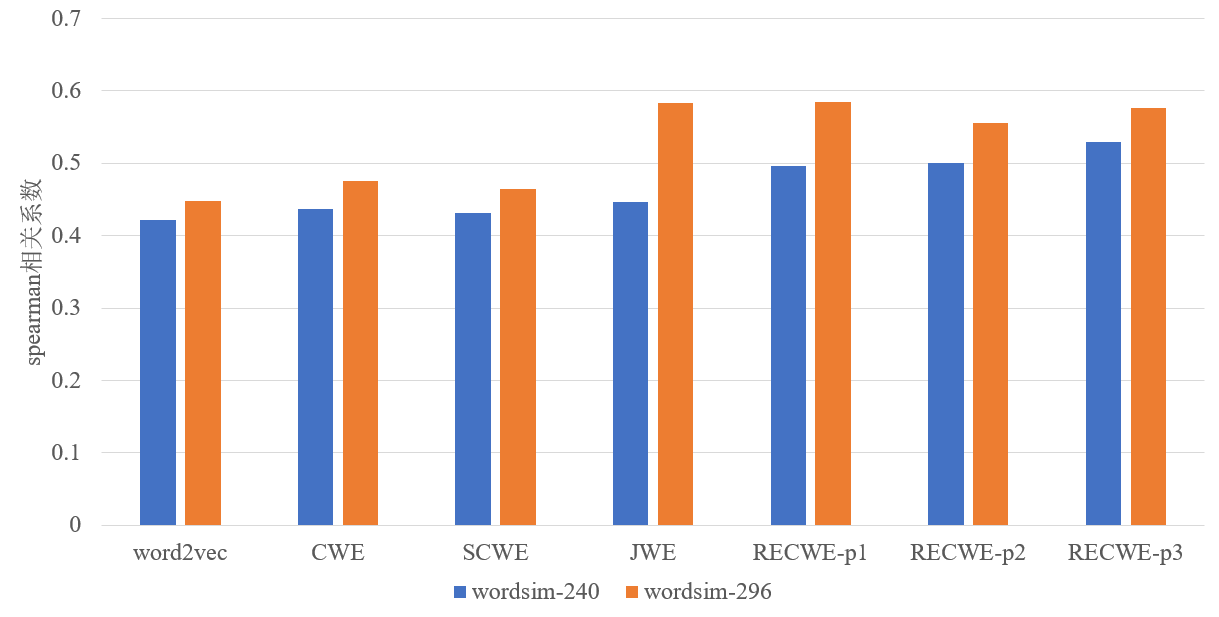 0.7
0.6
0.5
0.4
0.3
0.2
0.1
0
spearman相关系数
word2vec CWE SCWE JWE RECWE-p1 RECWE-p2 RECWE-p3
wordsim-240 wordsim-296